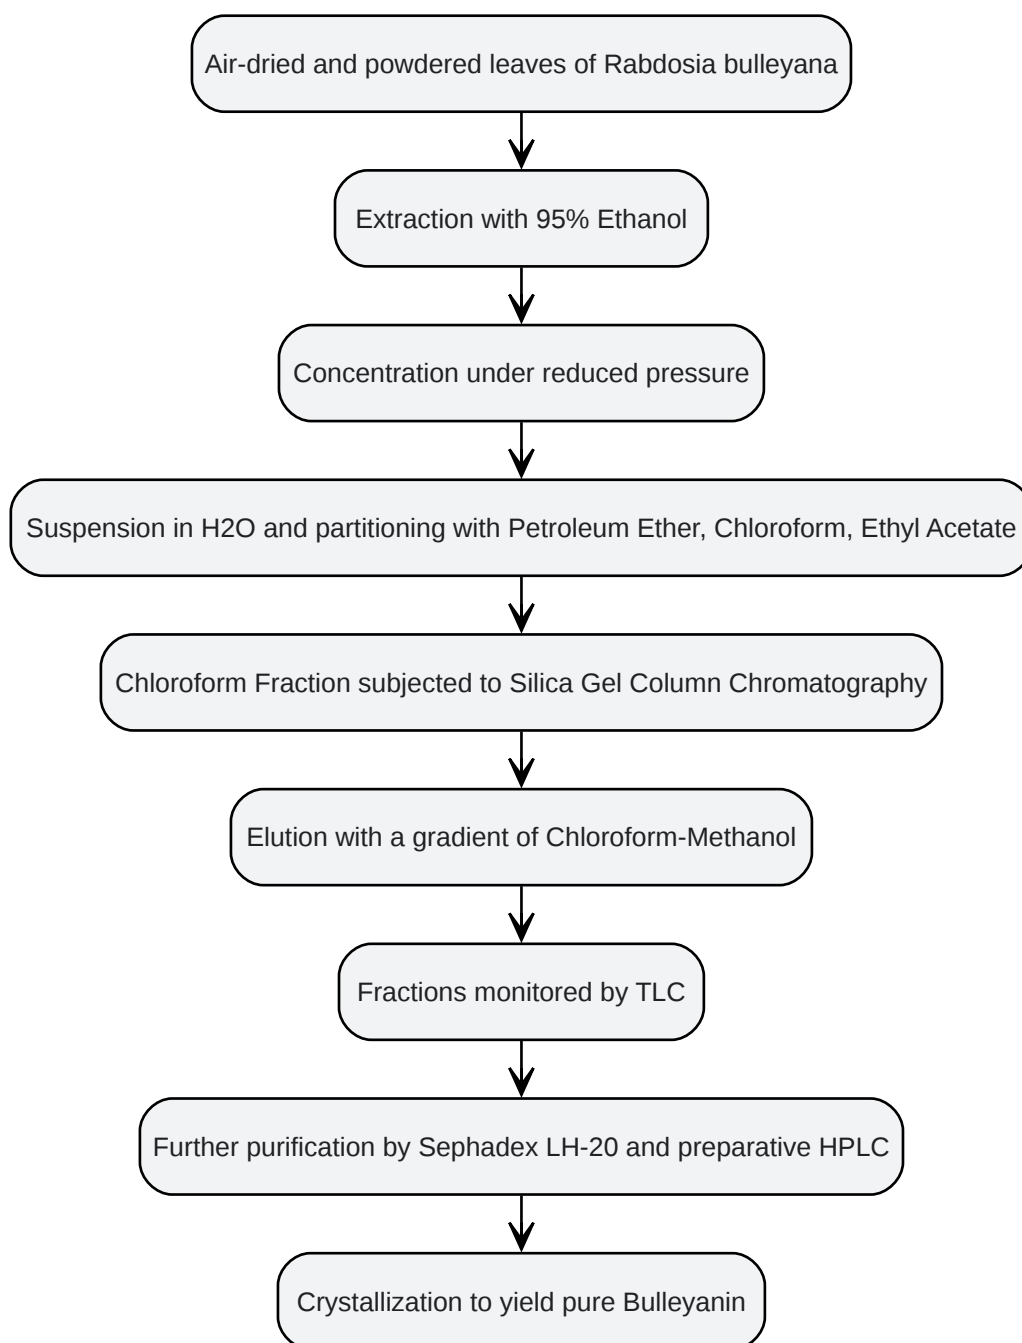 Air-dried and powdered leaves of Rabdosia bulleyana
Extraction with 95% Ethanol
Concentration under reduced pressure
Suspension in H2O and partitioning with Petroleum Ether, Chloroform, Ethyl Acetate
Chloroform Fraction subjected to Silica Gel Column Chromatography
Elution with a gradient of Chloroform-Methanol
Fractions monitored by TLC
Further purification by Sephadex LH-20 and preparative HPLC
Crystallization to yield pure Bulleyanin